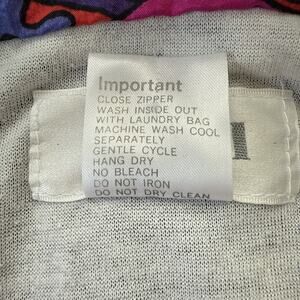 Important
CLOSE ZIPPER
WASH INSIDE OUT
WITH LAUNDRY BAG
MACHINE WASH COOL
SEPARATELY
GENTLE CYCLE
HANG DRY
NO BLEACH
DO NOT IRON
DO NOT DRY CLEAN